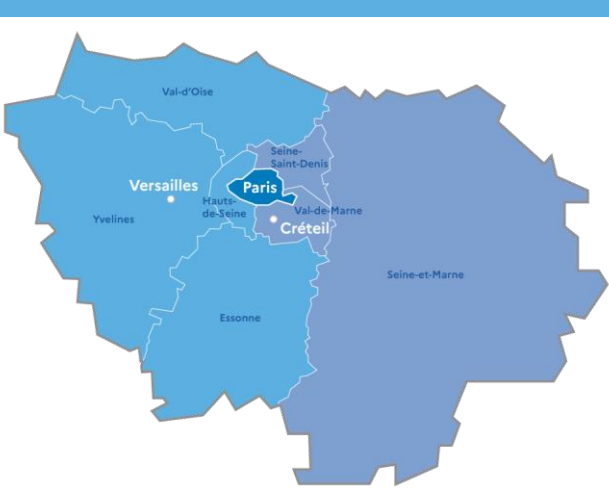 Val-d'Oise
Seine-
Saint-Denis
Versailles
Paris
Hauts-
de-Seine
Val-de-Marne
Yvelines
Créteil
Seine-et-Marne
Essonne